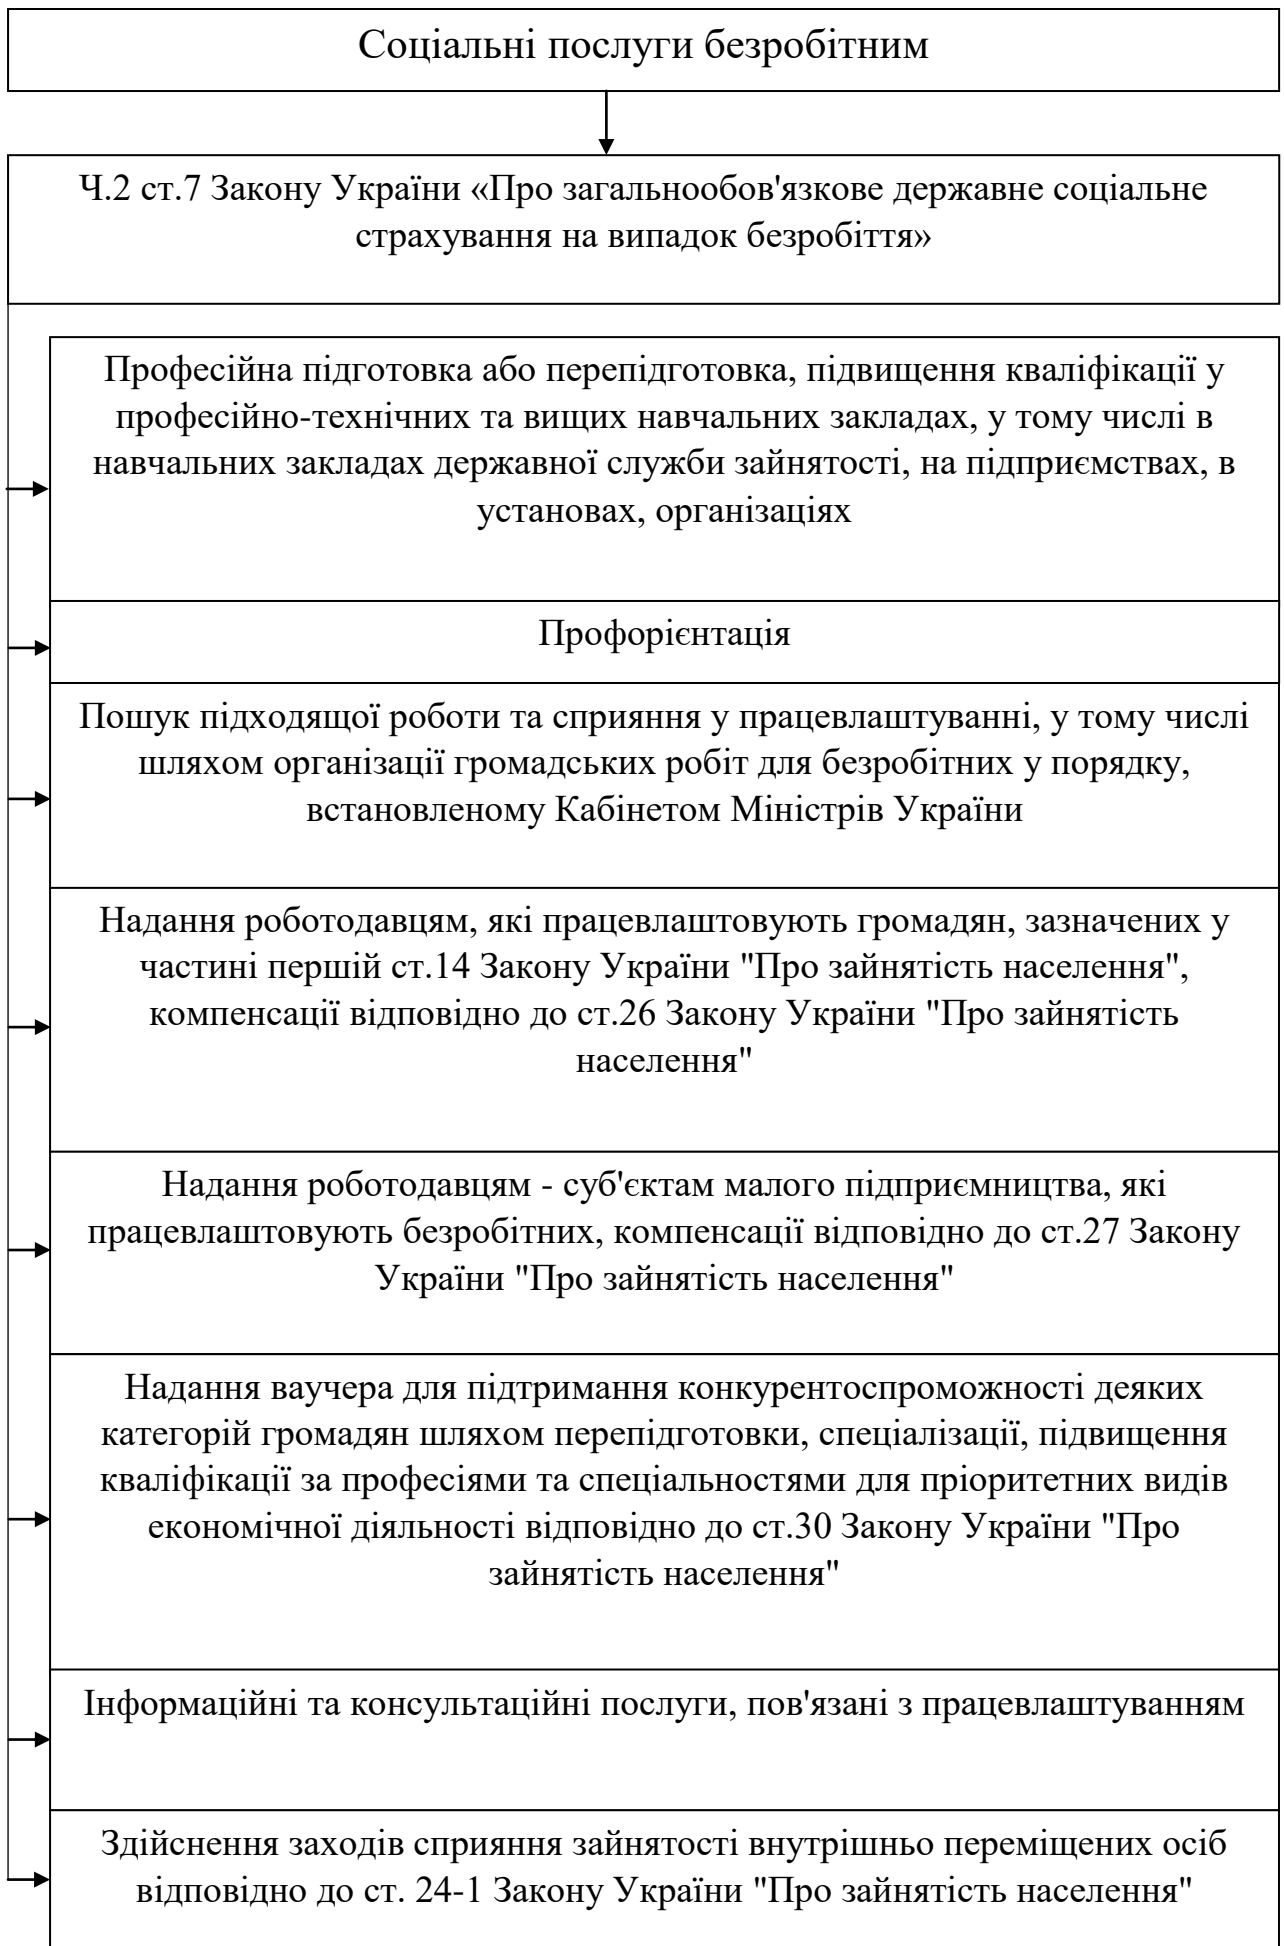 Соціальні послуги безробітним
Ч.2 ст.7 Закону України «Про загальнообов'язкове державне соціальне
страхування на випадок безробіття»
Професійна підготовка або перепідготовка, підвищення кваліфікації у
професійно-технічних та вищих навчальних закладах, у тому числі в
навчальних закладах державної служби зайнятості, на підприємствах, в
установах, організаціях
Профорієнтація
Пошук підходящої роботи та сприяння у працевлаштуванні, у тому числі
шляхом організації громадських робіт для безробітних у порядку,
встановленому Кабінетом Міністрів України
Надання роботодавцям, які працевлаштовують громадян, зазначених у
частині першій ст.14 Закону України "Про зайнятість населення",
компенсації відповідно до ст.26 Закону України "Про зайнятість
населення"
Надання роботодавцям - суб'єктам малого підприємництва, які
працевлаштовують безробітних, компенсації відповідно до ст.27 Закону
України "Про зайнятість населення"
Надання ваучера для підтримання конкурентоспроможності деяких
категорій громадян шляхом перепідготовки, спеціалізації, підвищення
кваліфікації за професіями та спеціальностями для пріоритетних видів
економічної діяльності відповідно до ст.30 Закону України "Про
зайнятість населення"
Інформаційні та консультаційні послуги, пов'язані з працевлаштуванням
Здійснення заходів сприяння зайнятості внутрішньо переміщених осіб
відповідно до ст. 24-1 Закону України "Про зайнятість населення"